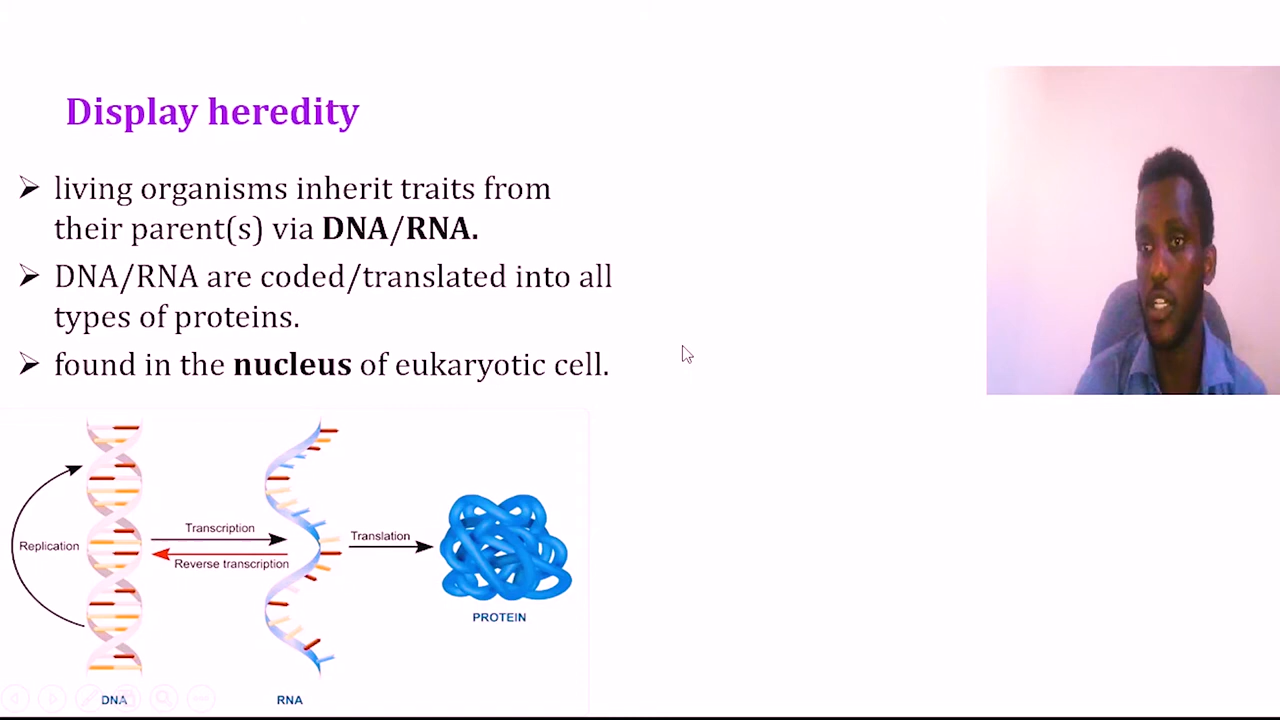 Display heredity
➢ living organisms inherit traits from
their parent(s) via DNA/RNA.
➢ DNA/RNA are coded/translated into all
types of proteins.
➢ found in the nucleus of eukaryotic cell.
Replication
Transcription
Reverse transcription
Translation
PROTEIN
DNA
RNA